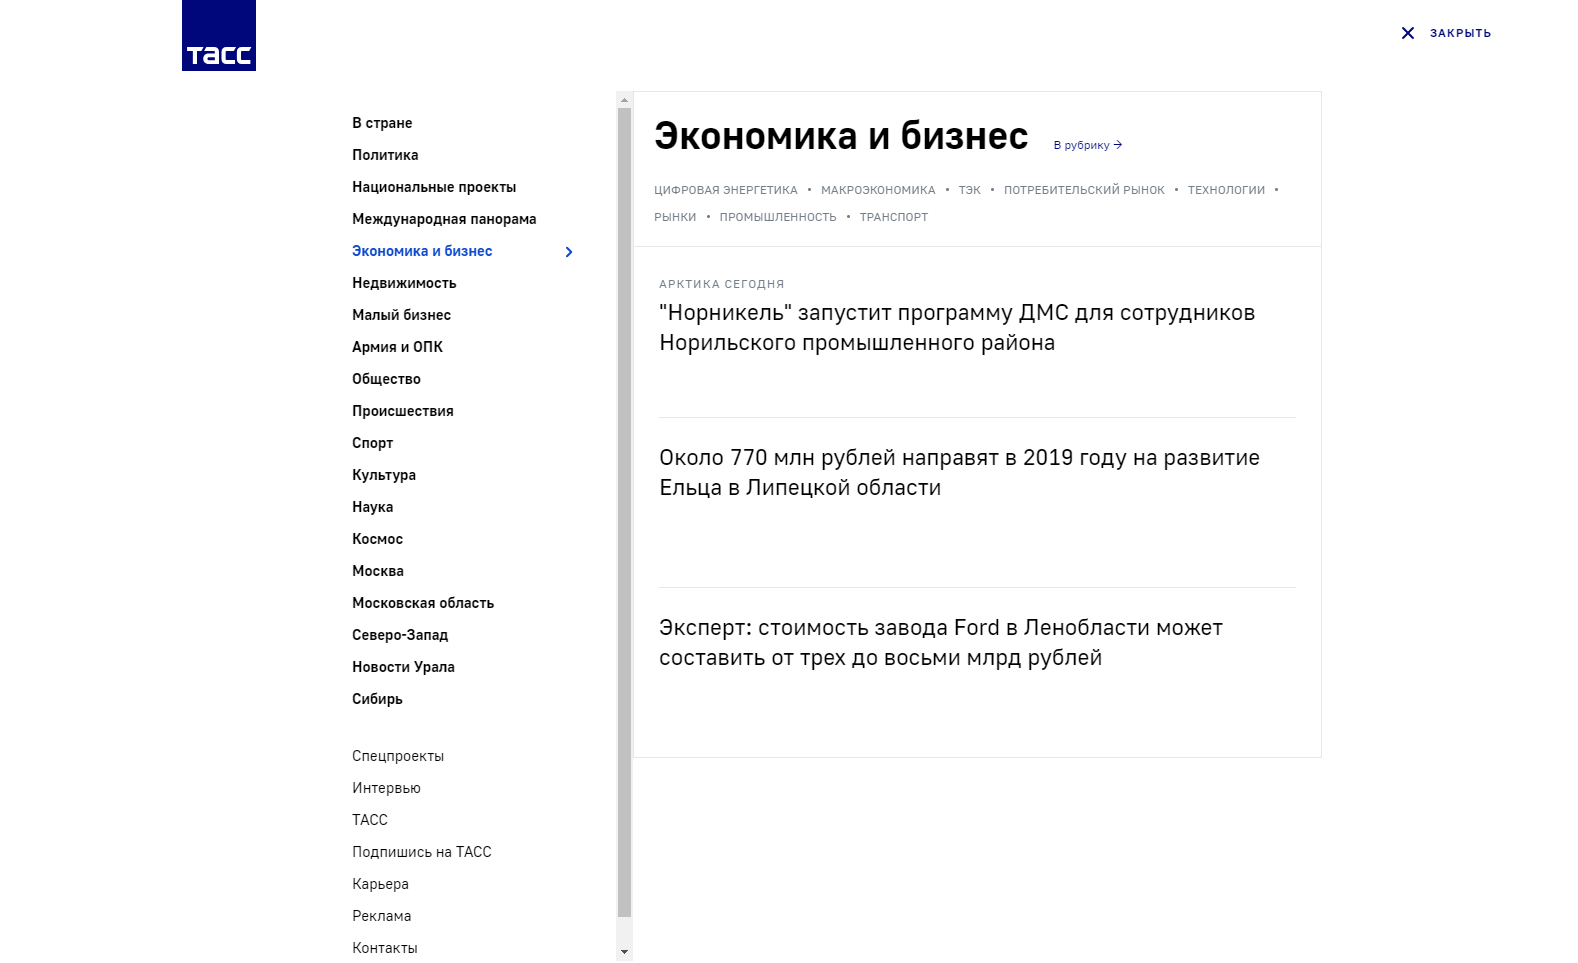 ТАСС
ЗАКРЫТЬ
В стране
Политика
Национальные проекты
Международная панорама
Экономика и бизнес
Недвижимость
Малый бизнес
Армия и ОПК
Общество
Происшествия
Спорт
Культура
Наука
Космос
Москва
Московская область
Северо-Запад
Новости Урала
Сибирь
Спецпроекты
Интервью
ТАСС
Подпишись на ТАСС
Карьера
Реклама
Контакты
Экономика и бизнес В рубрику →
ЦИФРОВАЯ ЭНЕРГЕТИКА • МАКРОЭКОНОМИКА • ТЭК • ПОТРЕБИТЕЛЬСКИЙ РЫНОК • ТЕХНОЛОГИИ •
РЫНКИ • ПРОМЫШЛЕННОСТЬ • ТРАНСПОРТ
АРКТИКА СЕГОДНЯ
"Норникель" запустит программу ДМС для сотрудников
Норильского промышленного района
Около 770 млн рублей направят в 2019 году на развитие
Ельца в Липецкой области
Эксперт: стоимость завода Ford в Ленобласти может
составить от трех до восьми млрд рублей